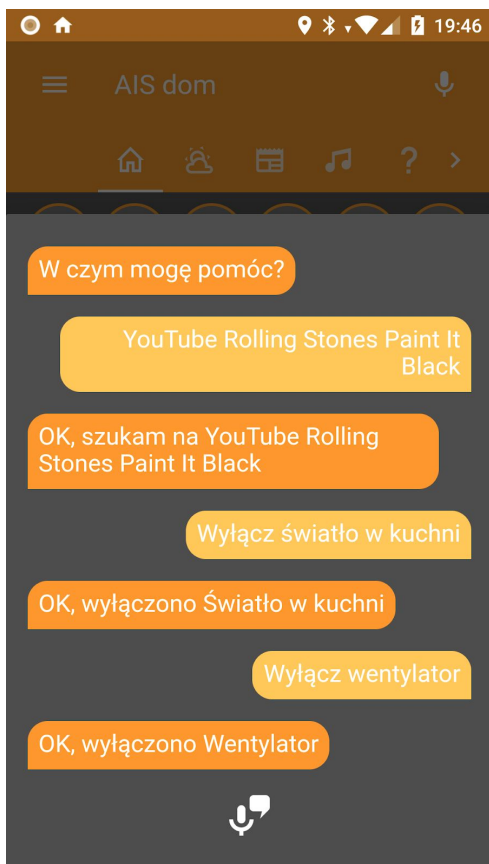 19:46
AIS dom
?
W czym mogę pomóc?
YouTube Rolling Stones Paint It
Black
OK, szukam na YouTube Rolling
Stones Paint It Black
Wyłącz światło w kuchni
OK, wyłączono Światło w kuchni
Wyłącz wentylator
OK, wyłączono Wentylator